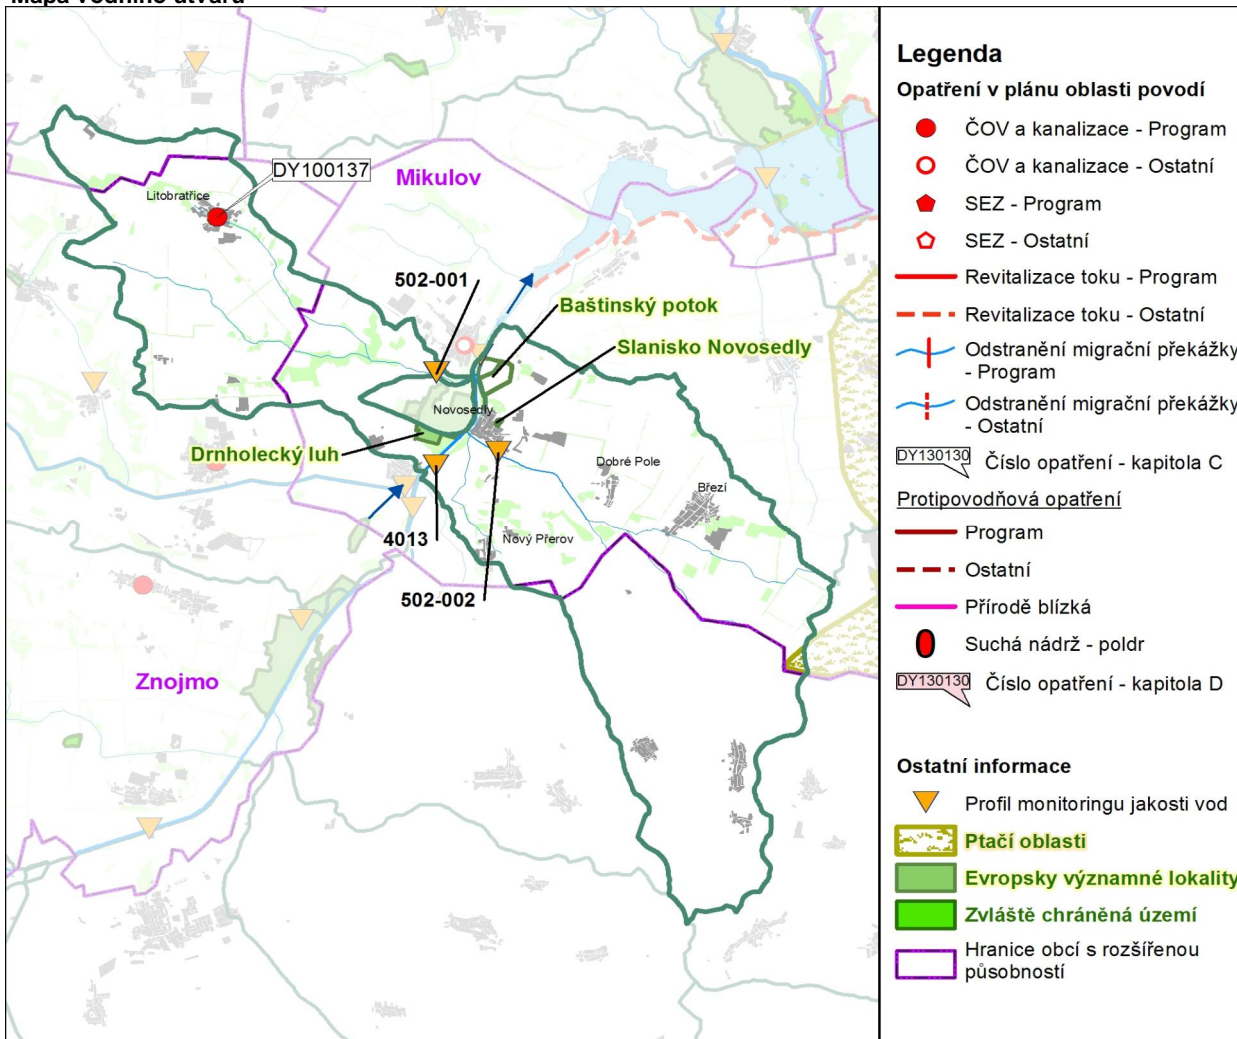 Mapa vodního útvaru
DY100137
Litobratřice
Mikulov
502-001
Baštinský potok
Slanisko Novosedly
Novosedly
Drnholecký luh
Dobré Pole
Březí
4013
Nový Přerov
502-002
Znojmo
Legenda
Opatření v plánu oblasti povodí
ČOV a kanalizace - Program
ČOV a kanalizace - Ostatní
SEZ - Program
SEZ - Ostatní
Revitalizace toku - Program
Revitalizace toku - Ostatní
Odstranění migrační překážky
- Program
Odstranění migrační překážky
- Ostatní
DY130130
Číslo opatření - kapitola C
Protipovodňová opatření
Program
Ostatní
Přírodě blízká
Suchá nádrž - poldr
DY130130
Číslo opatření - kapitola D
Ostatní informace
Profil monitoringu jakosti vod
Ptačí oblasti
Evropsky významné lokality
Zvláště chráněná území
Hranice obcí s rozšířenou
působností